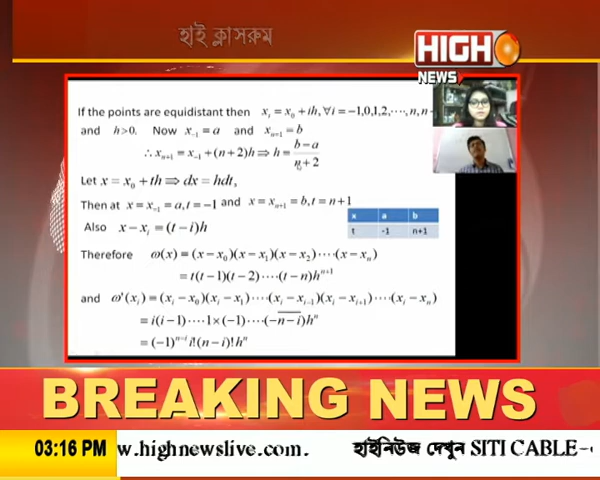 হাই ক্লাসরুম
HIGH
NEWS
If the points are equidistant then x_i = x_0 + ih, ∀i = −1,0,1,2,⋯,n,n
and h>0. Now x_{-1} = a and x_{n+1} = b
∴ x_{n+1} = x_{-1} + (n+2)h ⇒ h = (b−a)/(n+2)
Let x = x_0 + th ⇒ dx = hdt,
Then at x = x_{-1} = a, t = −1 and x = x_{n+1} = b, t = n+1
Also x − x_i = (t−i)h
x a b
t -1 n+1
Therefore ω(x) = (x−x_0)(x−x_1)(x−x_2)⋯⋅(x−x_n)
= t(t−1)(t−2)⋯⋅(t−n)h^{n+1}
and ω'(x_i) = (x_i−x_0)(x_i−x_1)⋯⋅(x_i−x_{i−1})(x_i−x_{i+1})⋯⋅(x_i−x_n)
= i(i−1)⋯⋅1×(−1)⋯⋅(−\overline{n−i})h^n
= (−1)^{n−i} i!(n−i)!h^n
BREAKING NEWS
03:16 PM w.highnewslive.com. হাইনিউজ দেখুন SITI CABLE-